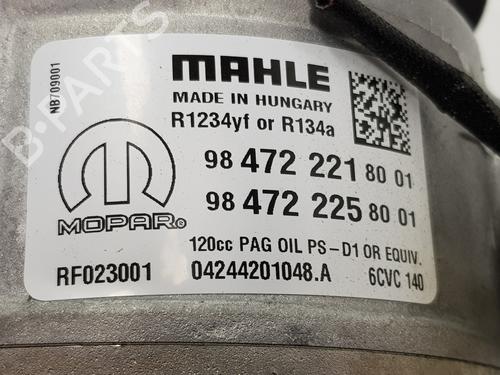 MAHLE
MADE IN HUNGARY
R1234yf or R134a
NB709001
98 472 221 80 01
98 472 225 80 01
MOPAR®
120cc PAG OIL PS-D1 OR EQUIV.
RF023001 04244201048.A 6CVC 140
B-PARTS